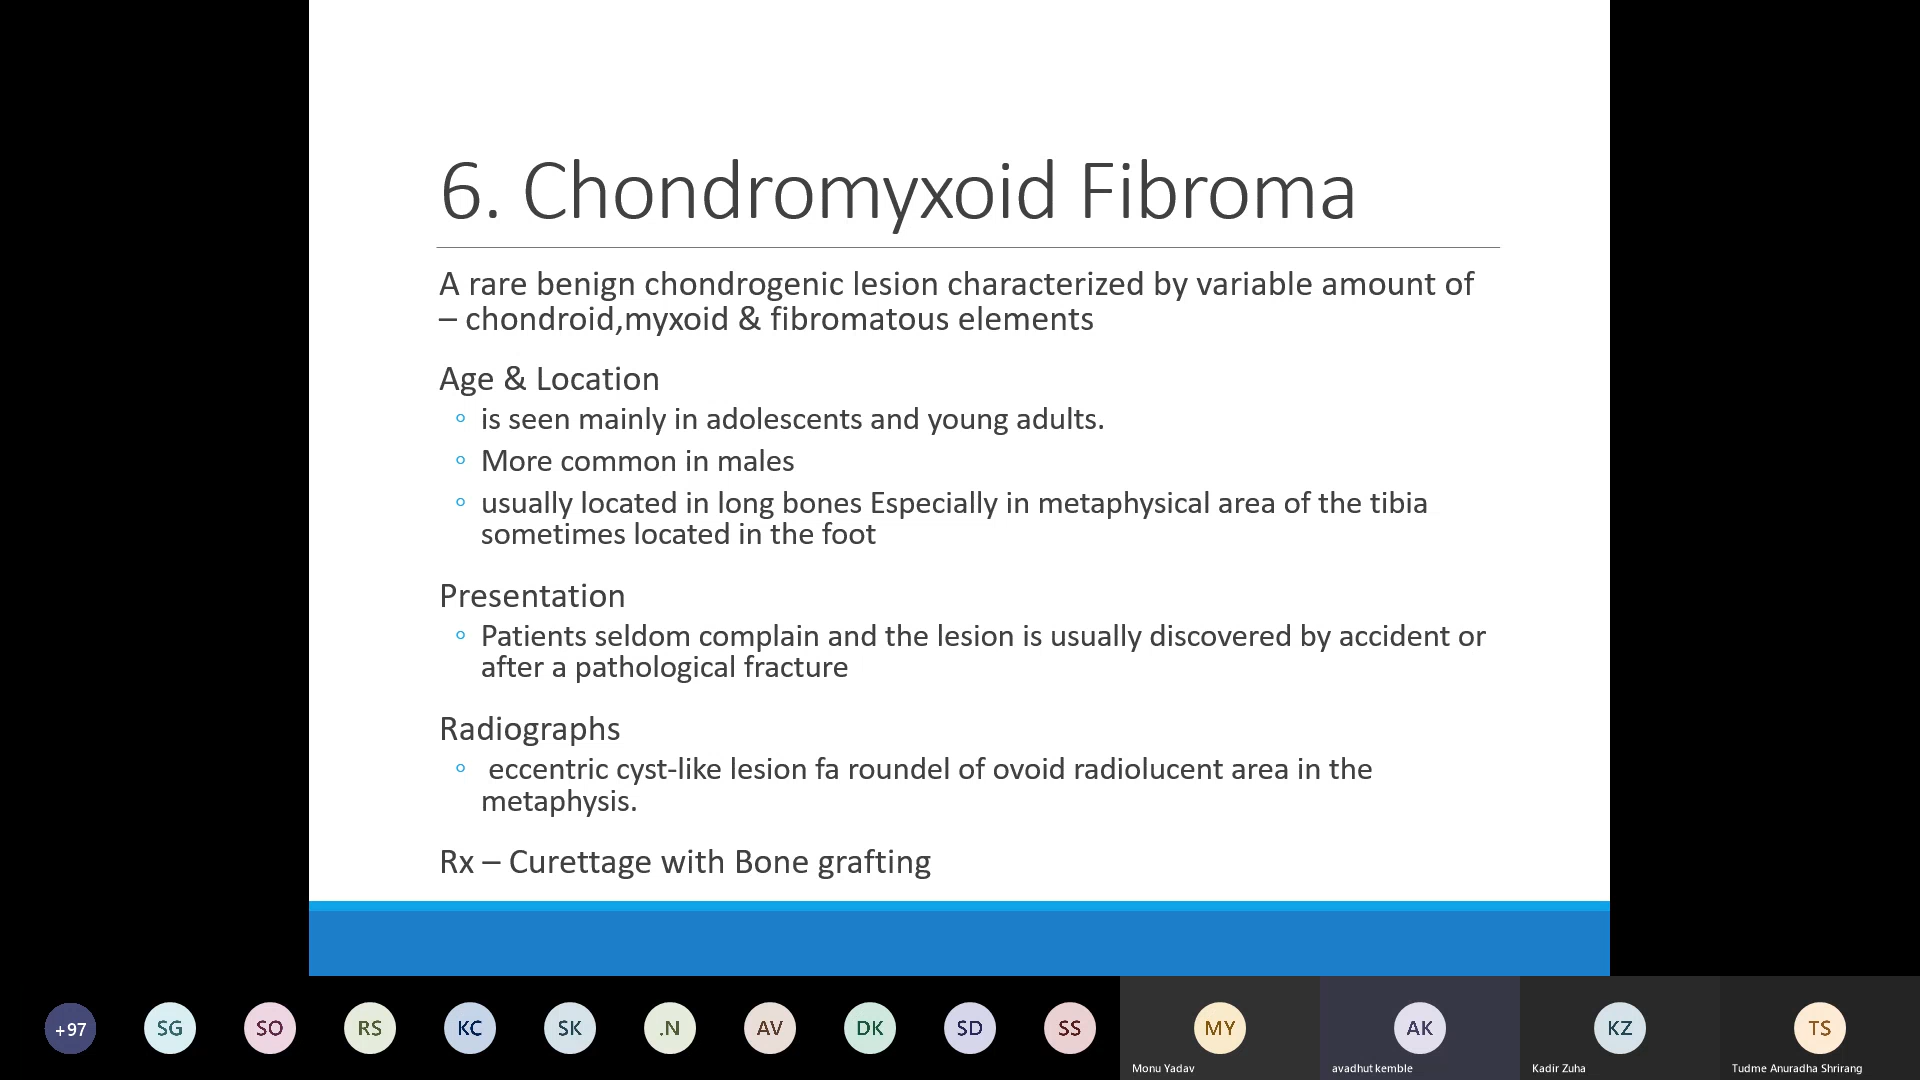 6. Chondromyxoid Fibroma
A rare benign chondrogenic lesion characterized by variable amount of
– chondroid,myxoid & fibromatous elements
Age & Location
◦ is seen mainly in adolescents and young adults.
◦ More common in males
◦ usually located in long bones Especially in metaphysical area of the tibia
sometimes located in the foot
Presentation
◦ Patients seldom complain and the lesion is usually discovered by accident or
after a pathological fracture
Radiographs
◦ eccentric cyst-like lesion fa roundel of ovoid radiolucent area in the
metaphysis.
Rx – Curettage with Bone grafting
+97 SG SO RS KC SK .N AV DK SD SS MY AK KZ TS
Monu Yadav avadhut kemble Kadir Zuha Tudme Anuradha Shrirang